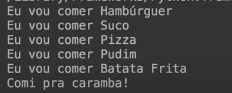 Eu vou comer Hambúrguer
Eu vou comer Suco
Eu vou comer Pizza
Eu vou comer Pudim
Eu vou comer Batata Frita
Comi pra caramba!